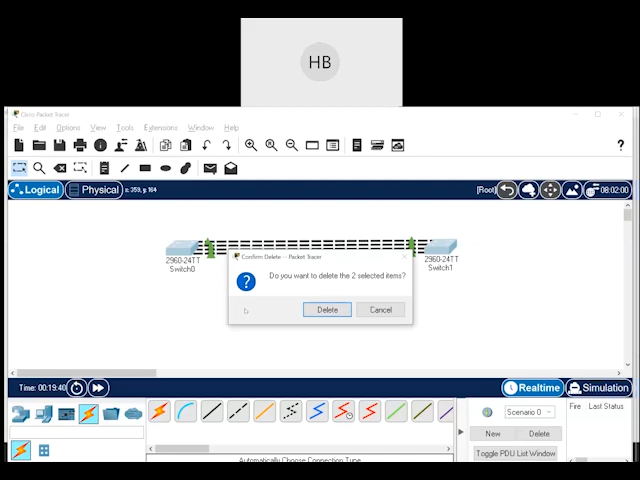 HB
Cisco Packet Tracer
File Edit Options View Tools Extensions Window Help
?
Logical Physical x: 359, y: 164 [Root] 08:02:00
2960-24TT
Switch0
2960-24TT
Switch1
Confirm Delete -- Packet Tracer
? Do you want to delete the 2 selected items?
Delete Cancel
Time: 00:19:40 Realtime Simulation
Scenario 0 Fire Last Status
New Delete
Toggle PDU List Window
Automatically Choose Connection Type